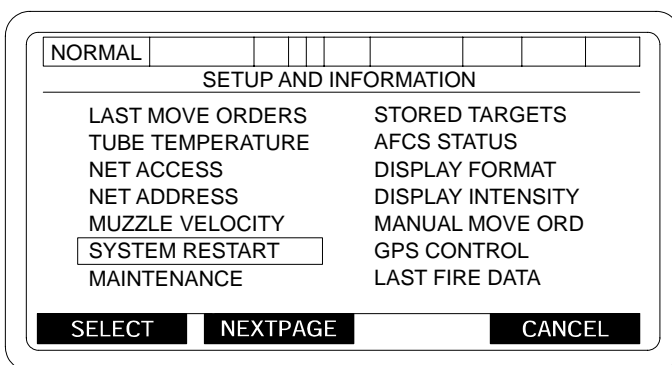 NORMAL
SETUP AND INFORMATION
LAST MOVE ORDERS
TUBE TEMPERATURE
NET ACCESS
NET ADDRESS
MUZZLE VELOCITY
SYSTEM RESTART
MAINTENANCE
STORED TARGETS
AFCS STATUS
DISPLAY FORMAT
DISPLAY INTENSITY
MANUAL MOVE ORD
GPS CONTROL
LAST FIRE DATA
SELECT NEXTPAGE CANCEL